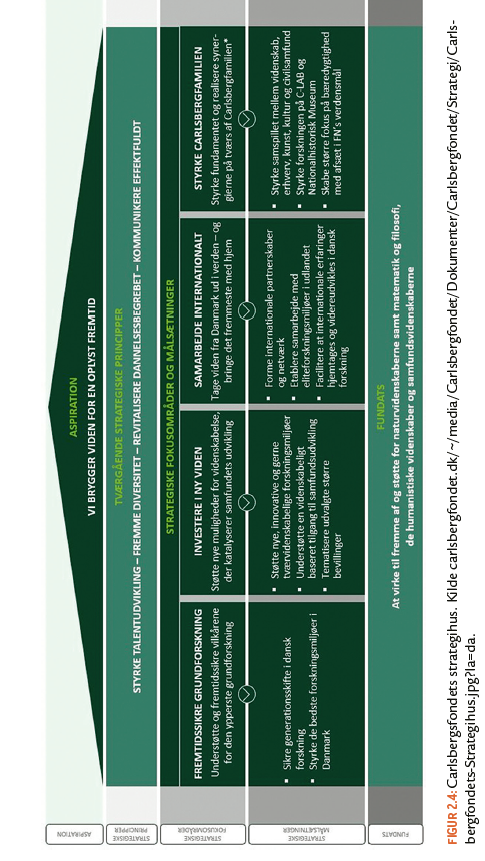 ASPIRATION
VI BRYGGER VIDEN FOR EN OPLYST FREMTID
TVÆRGÅENDE STRATEGISKE PRINCIPPER
STYRKE TALENTUDVIKLING – FREMME DIVERSITET – REVITALISERE DANNELSESBEGREBET – KOMMUNIKERE EFFEKTFULDT
STRATEGISKE FOKUSOMRÅDER OG MÅLSÆTNINGER
FREMTIDSSIKRE GRUNDFORSKNING
Understøtte og fremtidssikre vilkårene
for den ypperste grundforskning
▪ Sikre generationsskifte i dansk
forskning
▪ Styrke de bedste forskningsmiljøer i
Danmark
INVESTERE I NY VIDEN
Støtte nye muligheder for videnskabelse,
der katalyserer samfundets udvikling
▪ Støtte nye, innovative og gerne
tværvidenskabelige forskningsmiljøer
▪ Understøtte en videnskabeligt
baseret tilgang til samfundsudvikling
▪ Tematisere udvalgte større
bevillinger
SAMARBEJDE INTERNATIONALT
Tage viden fra Danmark ud i verden – og
bringe det fremmeste med hjem
▪ Forme internationale partnerskaber
og netværk
▪ Etablere samarbejde med
eliteforskningsmiljøer i udlandet
▪ Facilitere at internationale erfaringer
hjemtages og videreudvikles i dansk
forskning
STYRKE CARLSBERGFAMILIEN
Styrke fundamentet og realisere syner-
gierne på tværs af Carlsbergfamilien*
▪ Styrke samspillet mellem videnskab,
erhverv, kunst, kultur og civilsamfund
▪ Styrke forskningen på C-LAB og
Nationalhistorisk Museum
▪ Skabe større fokus på bæredygtighed
med afsæt i FN's verdensmål
FUNDATS
At virke til fremme af og støtte for naturvidenskaberne samt matematik og filosofi,
de humanistiske videnskaber og samfundsvidenskaberne
ASPIRATION
STRATEGISKE
PRINCIPPER
STRATEGISKE
FOKUSOMRÅDER
STRATEGISKE
MÅLSÆTNINGER
FUNDATS
FIGUR 2.4: Carlsbergsfondets strategihus. Kilde carlsbergfondet.dk/~/media/Carlsbergfondet/Dokumenter/Carlsbergfondet/Strategi/Carls-
bergfondets-Strategihus.jpg?la=da.